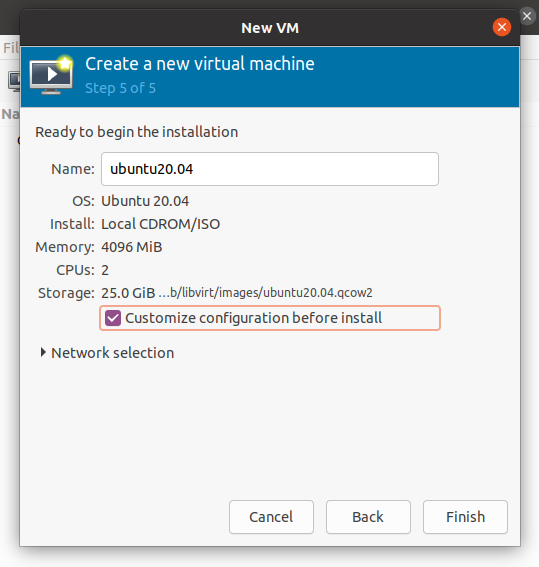 New VM
Fil
Create a new virtual machine
Step 5 of 5
Na
Ready to begin the installation
Name: ubuntu20.04
OS: Ubuntu 20.04
Install: Local CDROM/ISO
Memory: 4096 MiB
CPUs: 2
Storage: 25.0 GiB ...b/libvirt/images/ubuntu20.04.qcow2
Customize configuration before install
Network selection
Cancel Back Finish